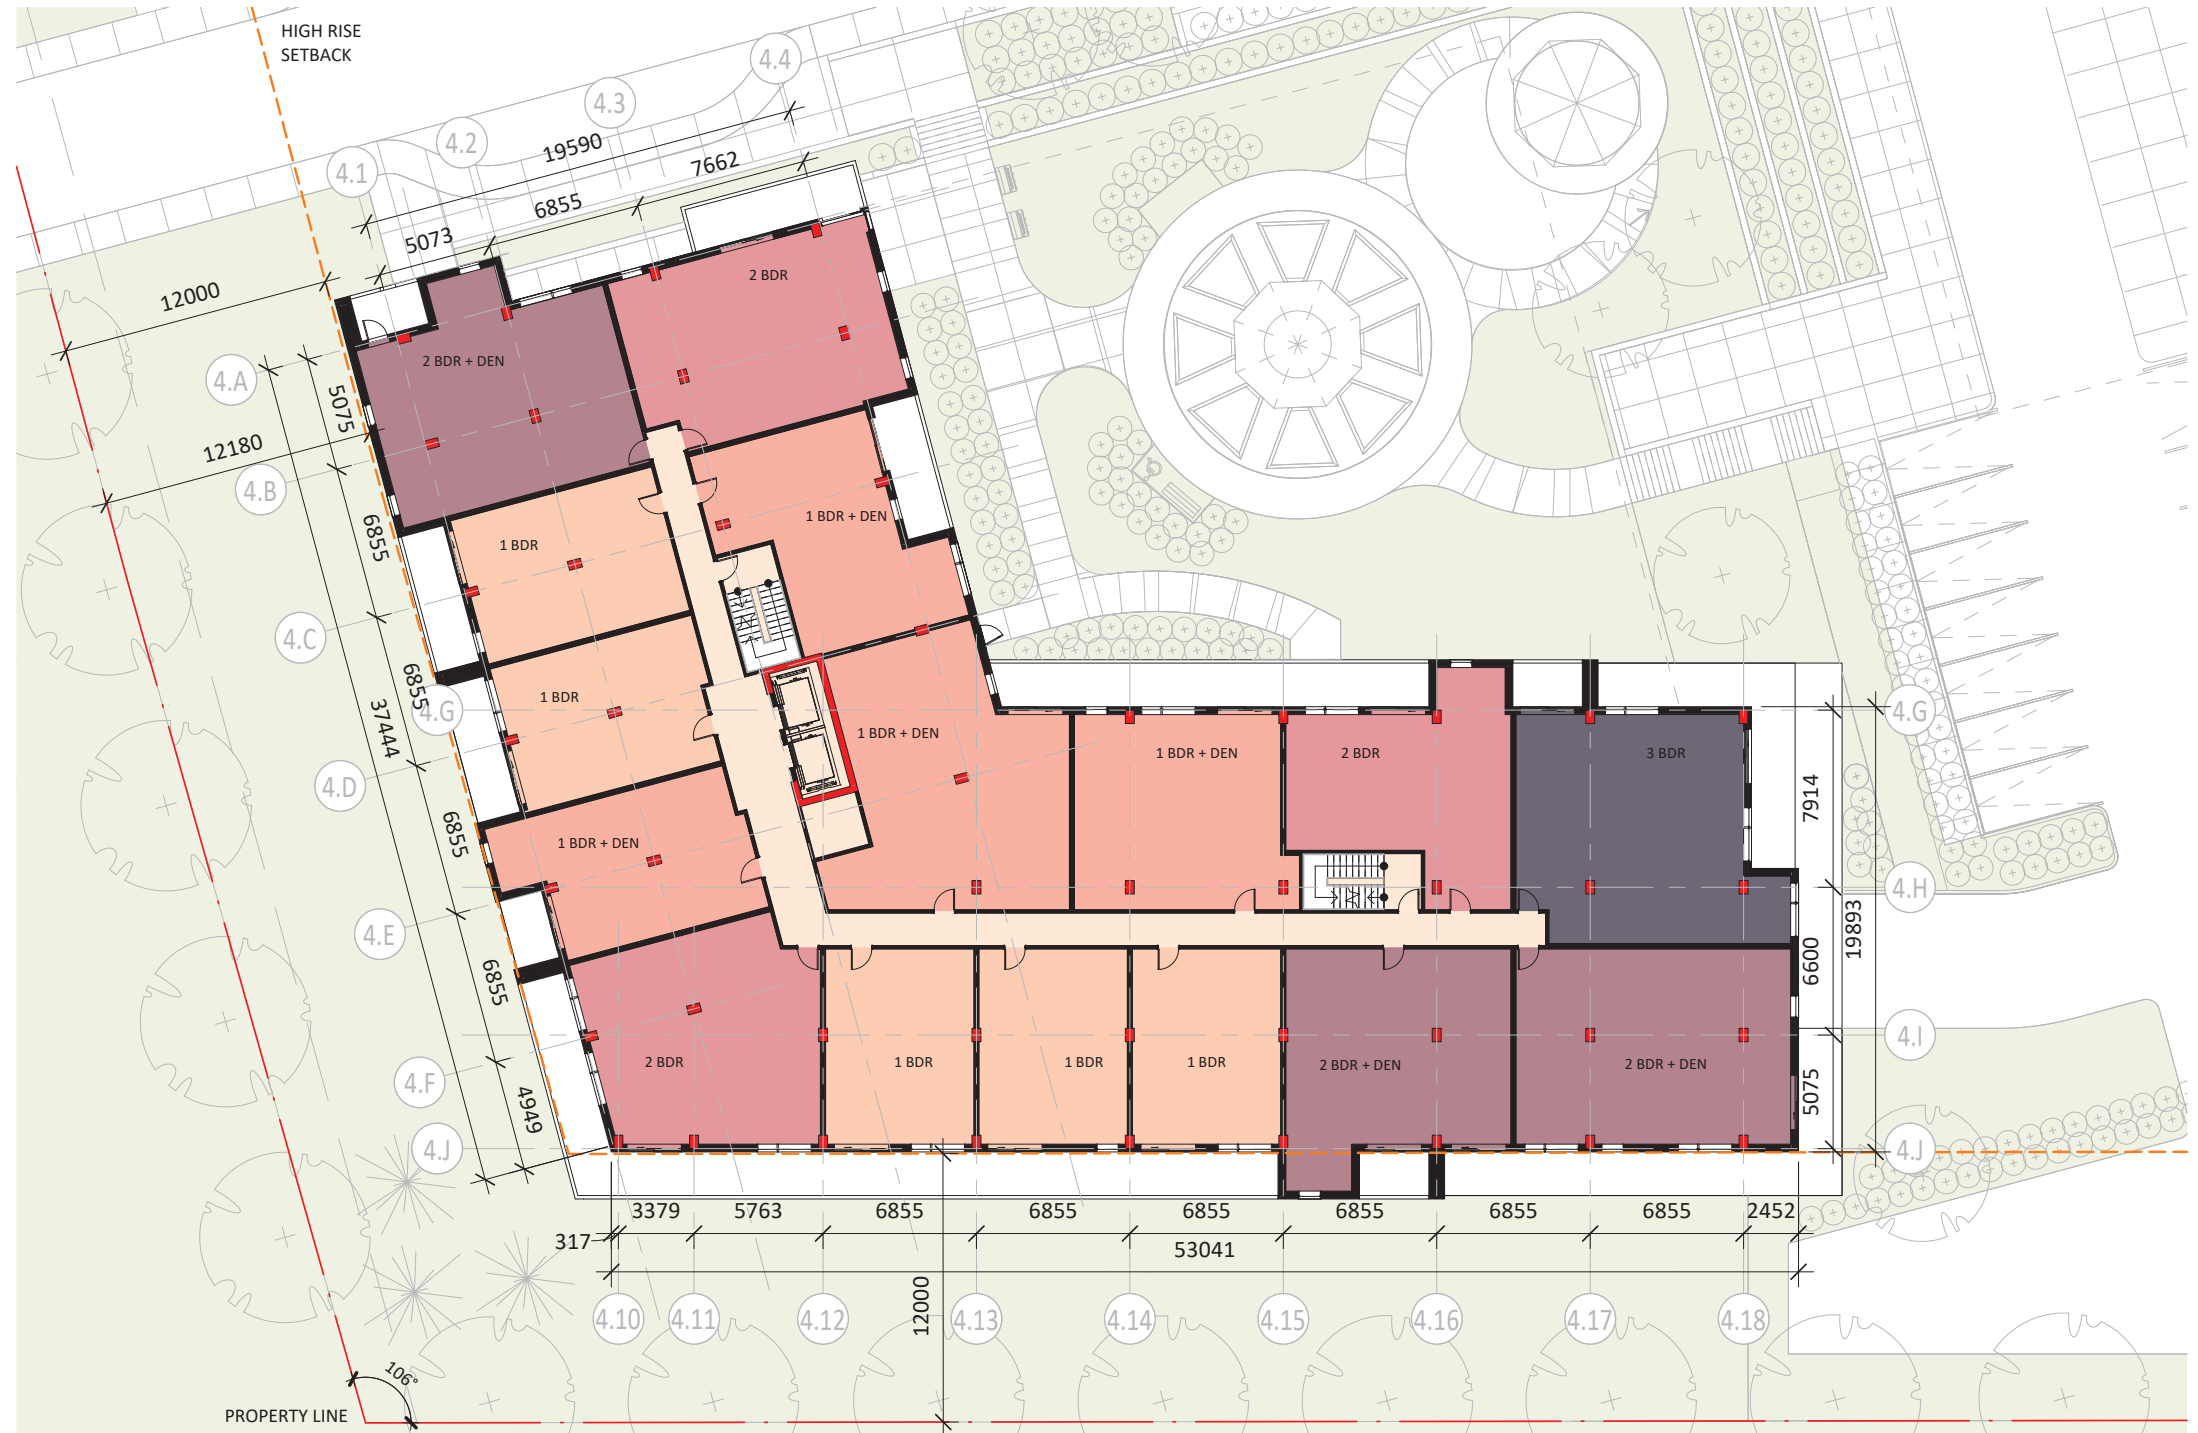 HIGH RISE
SETBACK
4.4
4.3
4.2
4.1
19590
7662
6855
5073
12000
2 BDR
2 BDR + DEN
4.A
5075
12180
4.B
6855
1 BDR
1 BDR + DEN
4.C
6855
1 BDR
4.G
37444
4.D
1 BDR + DEN
1 BDR + DEN
2 BDR
3 BDR
4.G
7914
6855
1 BDR + DEN
4.H
19893
4.E
6600
6855
4.I
2 BDR
1 BDR
1 BDR
1 BDR
2 BDR + DEN
2 BDR + DEN
4.F
5075
4949
4.J
4.J
3379
5763
6855
6855
6855
6855
6855
6855
2452
317
53041
12000
4.10
4.11
4.12
4.13
4.14
4.15
4.16
4.17
4.18
106°
PROPERTY LINE